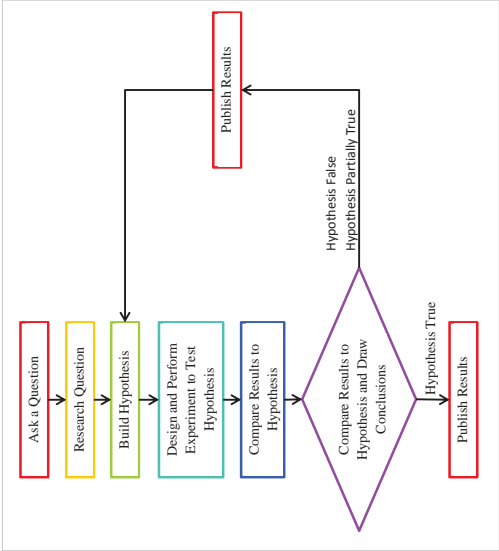 Ask a Question
Research Question
Build Hypothesis
Design and Perform
Experiment to Test
Hypothesis
Compare Results to
Hypothesis
Compare Results to
Hypothesis and Draw
Conclusions
Hypothesis True
Publish Results
Hypothesis False
Hypothesis Partially True
Publish Results